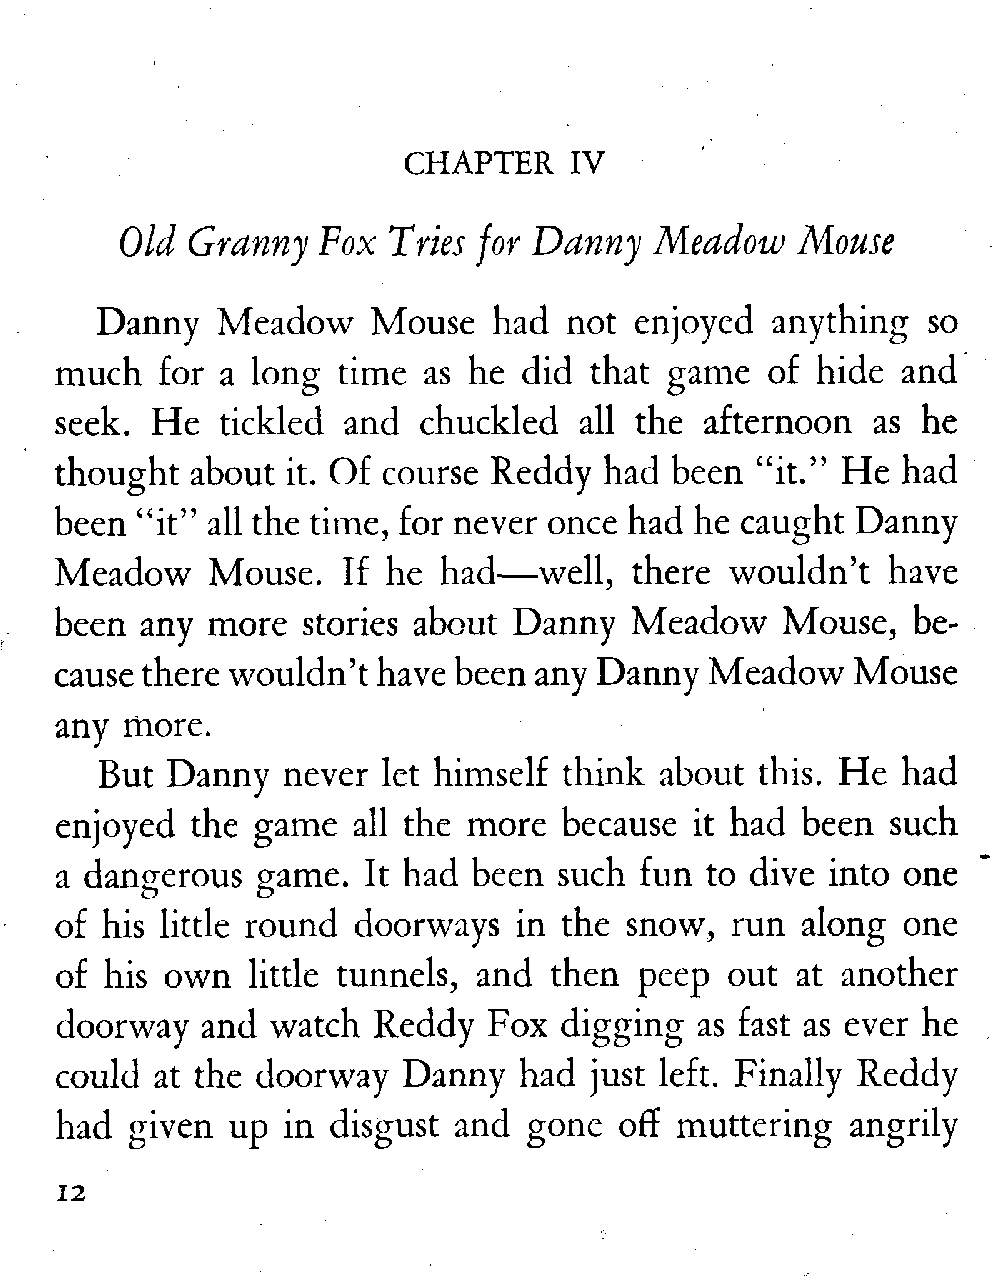 CHAPTER IV
Old Granny Fox Tries for Danny Meadow Mouse
Danny Meadow Mouse had not enjoyed anything so
much for a long time as he did that game of hide and
seek. He tickled and chuckled all the afternoon as he
thought about it. Of course Reddy had been “it.” He had
been “it” all the time, for never once had he caught Danny
Meadow Mouse. If he had—well, there wouldn’t have
been any more stories about Danny Meadow Mouse, be-
cause there wouldn’t have been any Danny Meadow Mouse
any more.
But Danny never let himself think about this. He had
enjoyed the game all the more because it had been such
a dangerous game. It had been such fun to dive into one
of his little round doorways in the snow, run along one
of his own little tunnels, and then peep out at another
doorway and watch Reddy Fox digging as fast as ever he
could at the doorway Danny had just left. Finally Reddy
had given up in disgust and gone off muttering angrily
12